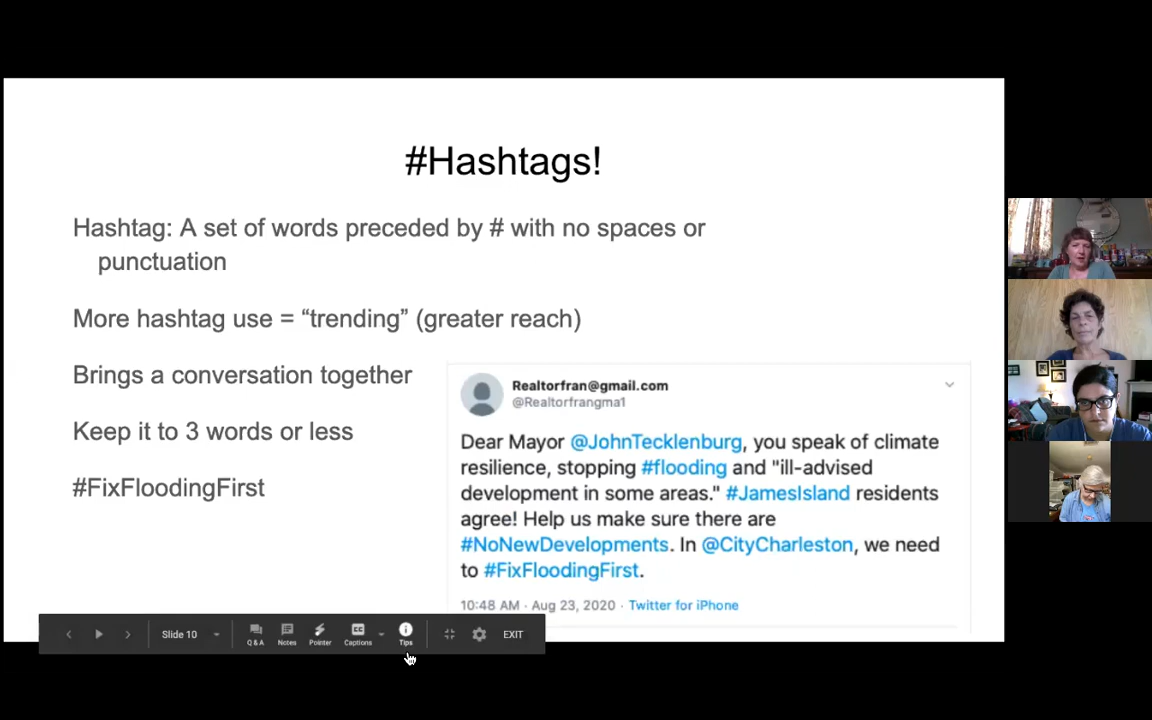 #Hashtags!
Hashtag: A set of words preceded by # with no spaces or
punctuation
More hashtag use = “trending” (greater reach)
Brings a conversation together
Keep it to 3 words or less
#FixFloodingFirst
Realtorfran@gmail.com
@Realtorfrangma1
Dear Mayor @JohnTecklenburg, you speak of climate
resilience, stopping #flooding and "ill-advised
development in some areas." #JamesIsland residents
agree! Help us make sure there are
#NoNewDevelopments. In @CityCharleston, we need
to #FixFloodingFirst.
10:48 AM · Aug 23, 2020 · Twitter for iPhone
Slide 10
Q & A
Notes
Pointer
Captions
Tips
EXIT